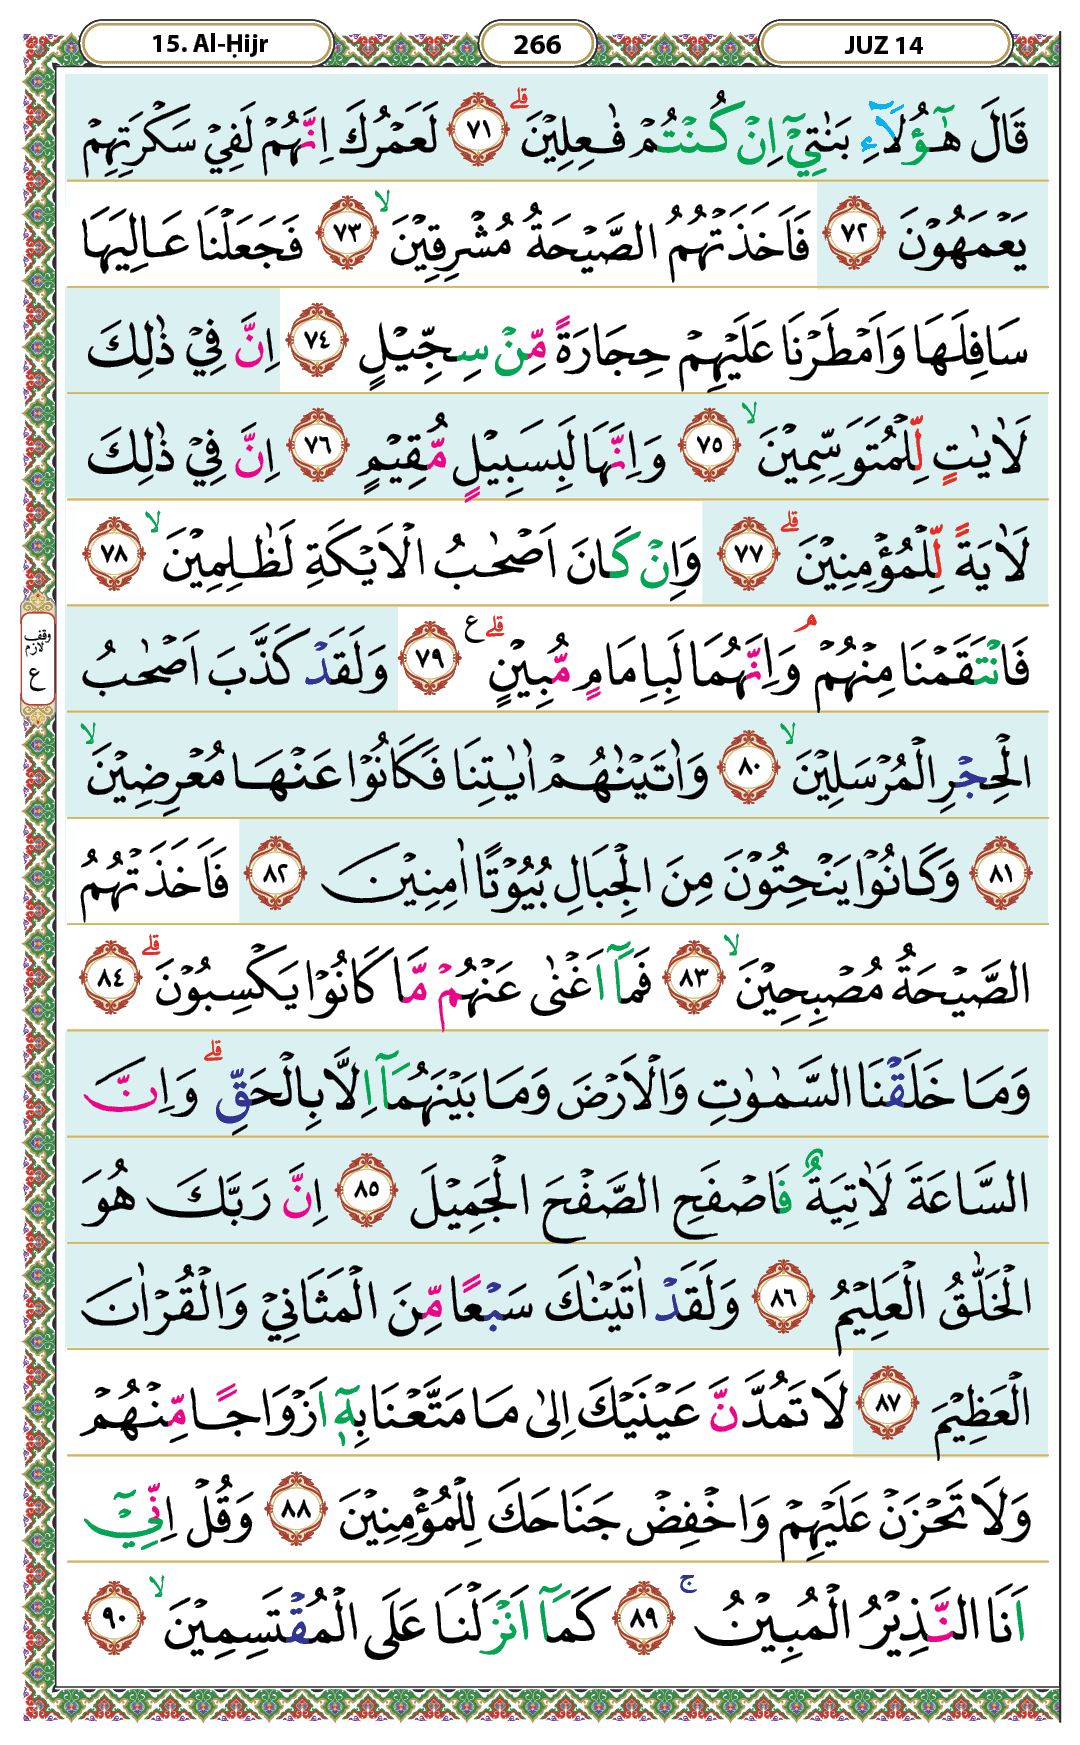 15. Al-Ḥijr 266 JUZ 14
قَالَ هٰٓؤُلَآءِ بَنٰتِيْٓ اِنْ كُنْتُمْ فٰعِلِيْنَ ۗ ٧١ لَعَمْرُكَ اِنَّهُمْ لَفِيْ سَكْرَتِهِمْ
يَعْمَهُوْنَ ٧٢ فَاَخَذَتْهُمُ الصَّيْحَةُ مُشْرِقِيْنَ ۙ ٧٣ فَجَعَلْنَا عَالِيَهَا
سَافِلَهَا وَاَمْطَرْنَا عَلَيْهِمْ حِجَارَةً مِّنْ سِجِّيْلٍ ٧٤ اِنَّ فِيْ ذٰلِكَ
لَاٰيٰتٍ لِّلْمُتَوَسِّمِيْنَ ۙ ٧٥ وَاِنَّهَا لَبِسَبِيْلٍ مُّقِيْمٍ ٧٦ اِنَّ فِيْ ذٰلِكَ
لَاٰيَةً لِّلْمُؤْمِنِيْنَ ۗ ٧٧ وَاِنْ كَانَ اَصْحٰبُ الْاَيْكَةِ لَظٰلِمِيْنَ ۙ ٧٨
فَانْتَقَمْنَا مِنْهُمْ ۘ وَاِنَّهُمَا لَبِاِمَامٍ مُّبِيْنٍ ۗ ع ٧٩ وَلَقَدْ كَذَّبَ اَصْحٰبُ
وقف لازم
ع
الْحِجْرِ الْمُرْسَلِيْنَ ۙ ٨٠ وَاٰتَيْنٰهُمْ اٰيٰتِنَا فَكَانُوْا عَنْهَا مُعْرِضِيْنَ ۙ
٨١ وَكَانُوْا يَنْحِتُوْنَ مِنَ الْجِبَالِ بُيُوْتًا اٰمِنِيْنَ ٨٢ فَاَخَذَتْهُمُ
الصَّيْحَةُ مُصْبِحِيْنَ ۙ ٨٣ فَمَآ اَغْنٰى عَنْهُمْ مَّا كَانُوْا يَكْسِبُوْنَ ۗ ٨٤
وَمَا خَلَقْنَا السَّمٰوٰتِ وَالْاَرْضَ وَمَا بَيْنَهُمَآ اِلَّا بِالْحَقِّ ۗ وَاِنَّ
السَّاعَةَ لَاٰتِيَةٌ فَاصْفَحِ الصَّفْحَ الْجَمِيْلَ ٨٥ اِنَّ رَبَّكَ هُوَ
الْخَلّٰقُ الْعَلِيْمُ ٨٦ وَلَقَدْ اٰتَيْنٰكَ سَبْعًا مِّنَ الْمَثَانِيْ وَالْقُرْاٰنَ
الْعَظِيْمَ ٨٧ لَا تَمُدَّنَّ عَيْنَيْكَ اِلٰى مَا مَتَّعْنَا بِهٖٓ اَزْوَاجًا مِّنْهُمْ
وَلَا تَحْزَنْ عَلَيْهِمْ وَاخْفِضْ جَنَاحَكَ لِلْمُؤْمِنِيْنَ ٨٨ وَقُلْ اِنِّيْٓ
اَنَا النَّذِيْرُ الْمُبِيْنُ ۚ ٨٩ كَمَآ اَنْزَلْنَا عَلَى الْمُقْتَسِمِيْنَ ۙ ٩٠